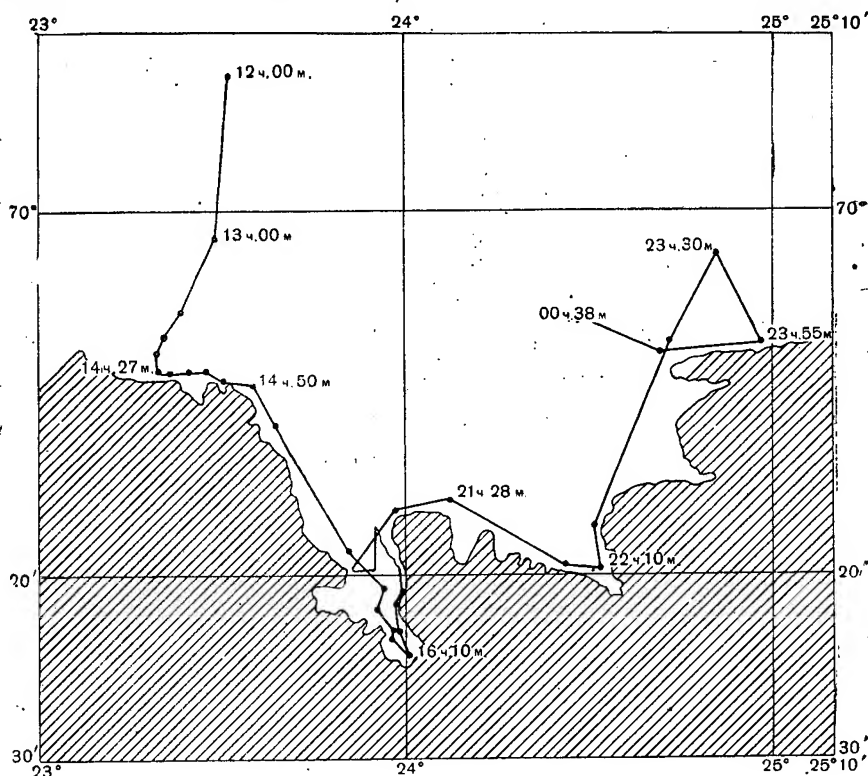 23° 24° 25° 25°10'
12 ч. 00 м.
70° 70°
13 ч. 00 м
23 ч. 30 м
00 ч. 38 м
23 ч. 55 м
14 ч. 27 м.
14 ч. 50 м
21 ч. 28 м.
20' 20'
22 ч. 10 м.
16 ч. 10 м.
30' 30'
23° 24° 25° 25°10'